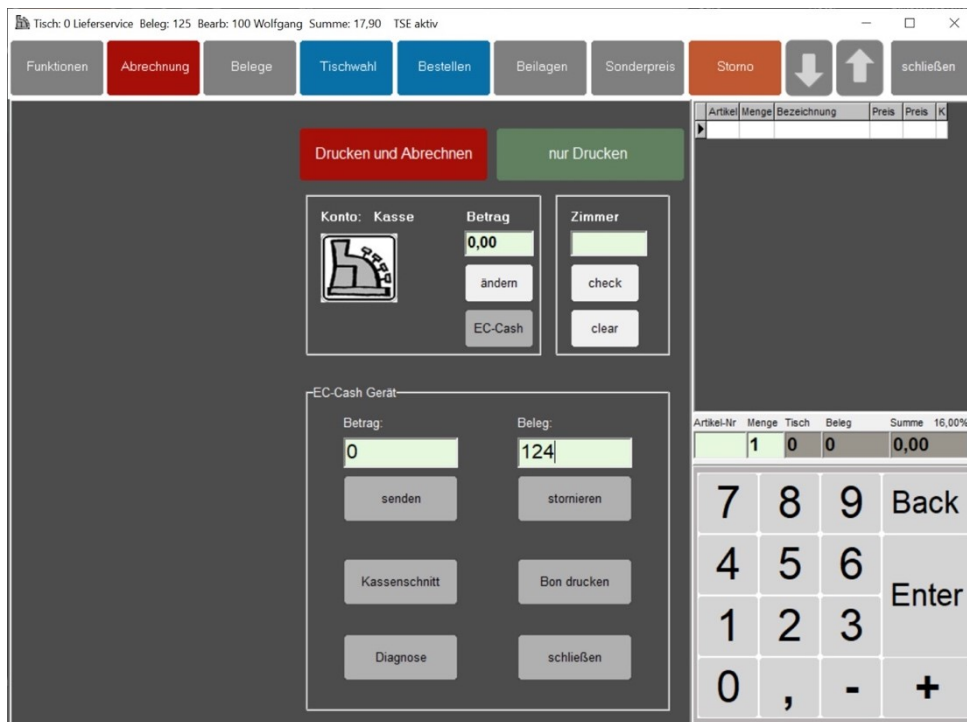 Tisch: 0 Lieferservice Beleg: 125 Bearb: 100 Wolfgang Summe: 17,90 TSE aktiv
Funktionen Abrechnung Belege Tischwahl Bestellen Beilagen Sonderpreis Storno schließen
Artikel Menge Bezeichnung Preis Preis K
Drucken und Abrechnen nur Drucken
Konto: Kasse Betrag Zimmer
0,00
ändern check
EC-Cash clear
EC-Cash Gerät
Betrag: Beleg:
0 124
senden stornieren
Kassenschnitt Bon drucken
Diagnose schließen
Artikel-Nr Menge Tisch Beleg Summe 16,00%
1 0 0 0,00
7 8 9 Back
4 5 6 Enter
1 2 3
0 , - +